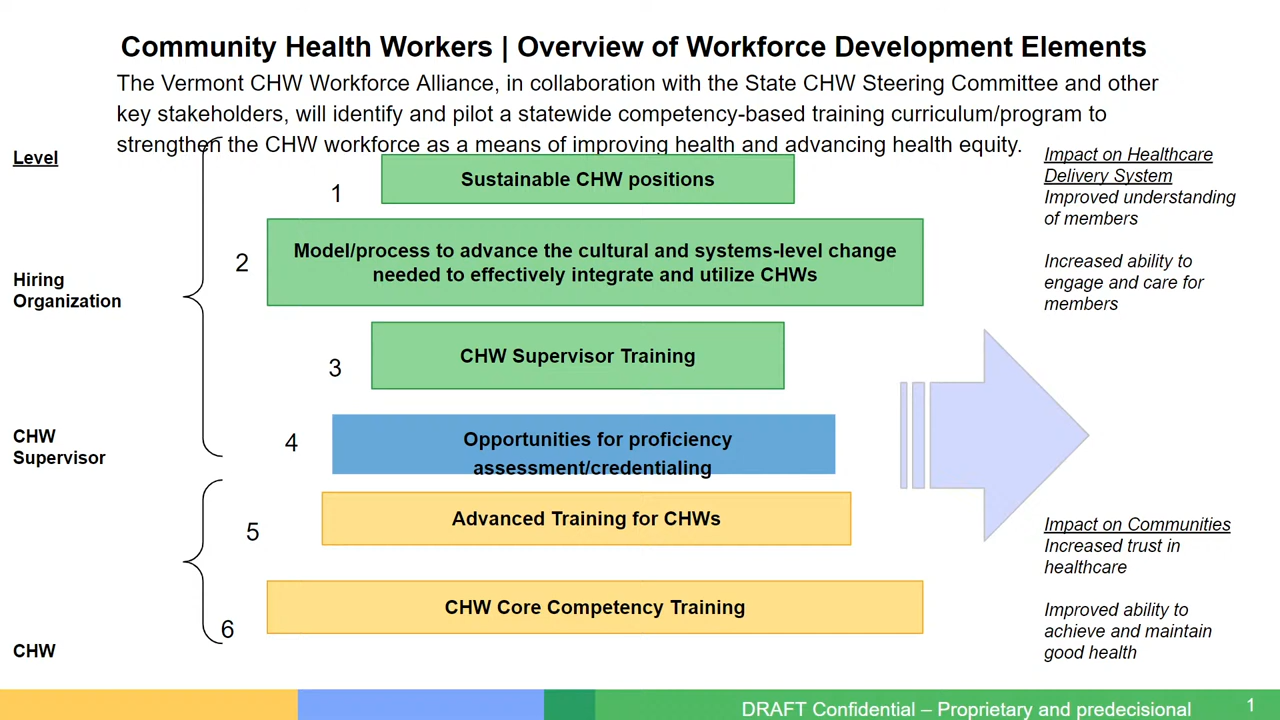 Community Health Workers | Overview of Workforce Development Elements
The Vermont CHW Workforce Alliance, in collaboration with the State CHW Steering Committee and other
key stakeholders, will identify and pilot a statewide competency-based training curriculum/program to
strengthen the CHW workforce as a means of improving health and advancing health equity.
Level
1
Sustainable CHW positions
2
Model/process to advance the cultural and systems-level change
needed to effectively integrate and utilize CHWs
Hiring
Organization
3
CHW Supervisor Training
CHW
Supervisor
4
Opportunities for proficiency
assessment/credentialing
5
Advanced Training for CHWs
6
CHW Core Competency Training
CHW
Impact on Healthcare
Delivery System
Improved understanding
of members
Increased ability to
engage and care for
members
Impact on Communities
Increased trust in
healthcare
Improved ability to
achieve and maintain
good health
DRAFT Confidential – Proprietary and predecisional
1